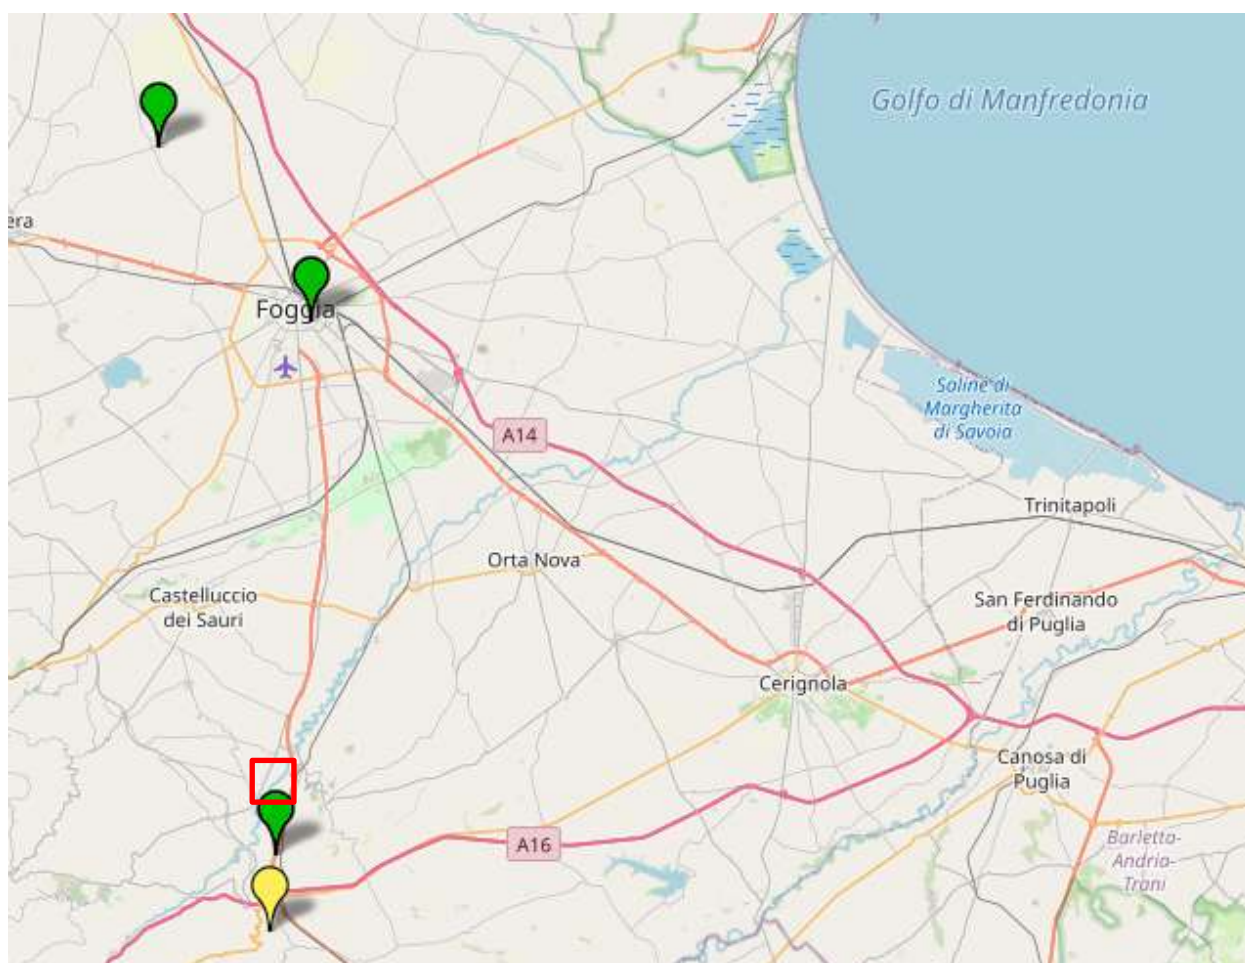 Golfo di Manfredonia
era
Foggia
Saline di
Margherita
di Savoia
A14
Trinitapoli
Orta Nova
Castelluccio
dei Sauri
San Ferdinando
di Puglia
Cerignola
Canosa di
Puglia
A16
Barletta-
Andria-
Trani